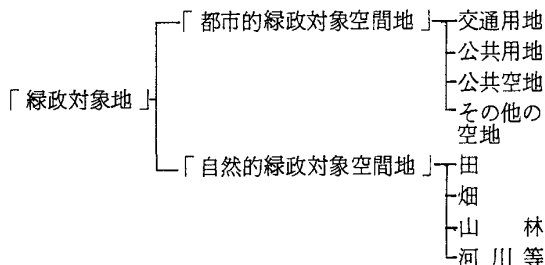 「緑政対象地」
「都市的緑政対象空間地」
交通用地
公共用地
公共空地
その他の
空地
「自然的緑政対象空間地」
田
畑
山 林
河川等